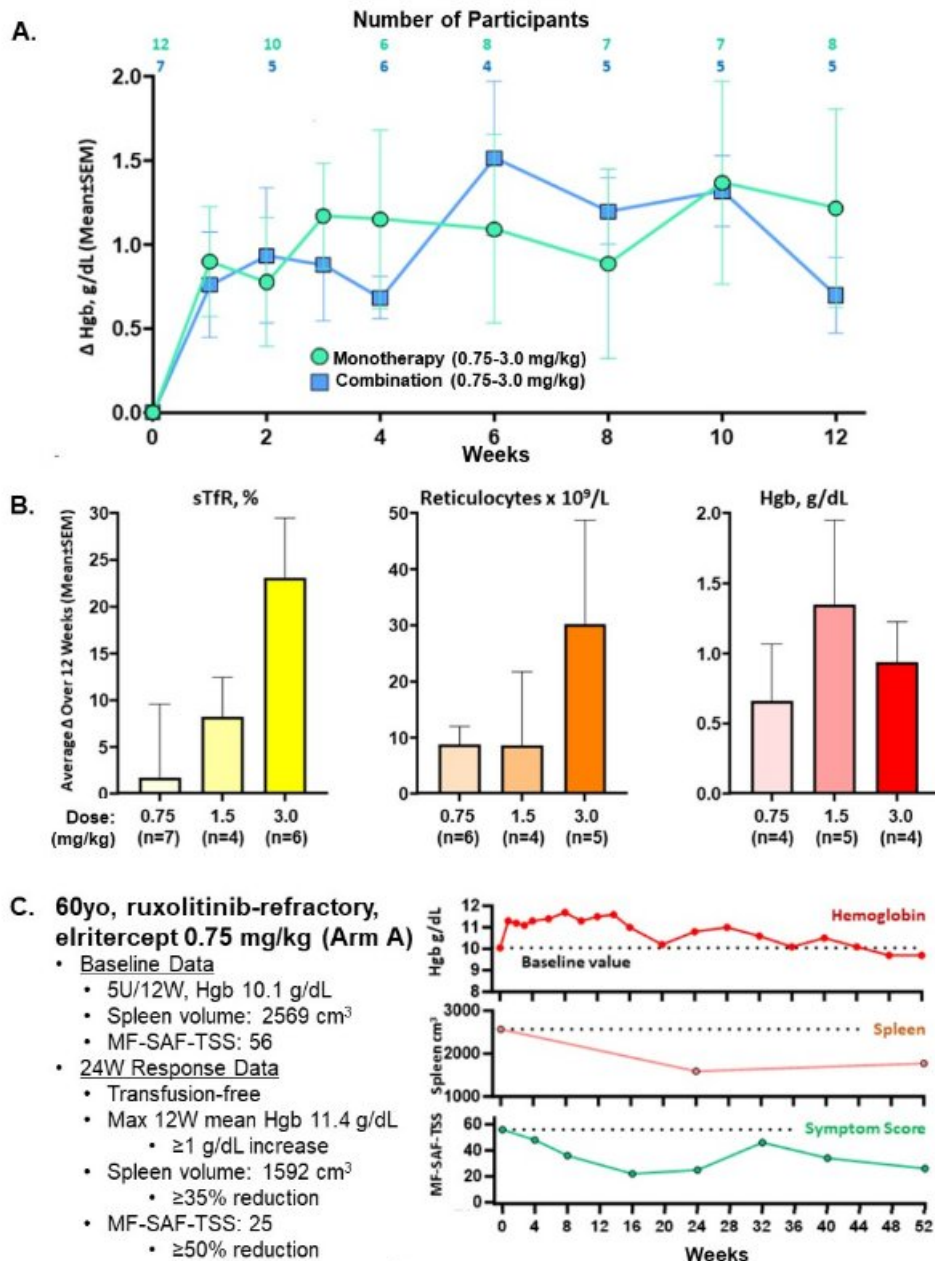 Number of Participants
A.
12 10 6 8 7 7 8
7 5 6 4 5 5 5
2.0
1.5
1.0
0.5
0.0
Δ Hgb, g/dL (Mean±SEM)
Monotherapy (0.75-3.0 mg/kg)
Combination (0.75-3.0 mg/kg)
0 2 4 6 8 10 12
Weeks
B.
sTfR, %
Reticulocytes x 10⁹/L
Hgb, g/dL
Average Δ Over 12 Weeks (Mean±SEM)
30
25
20
15
10
5
0
50
40
30
20
10
0
2.0
1.5
1.0
0.5
0.0
Dose: 0.75 1.5 3.0 0.75 1.5 3.0 0.75 1.5 3.0
(mg/kg) (n=7) (n=4) (n=6) (n=6) (n=3) (n=5) (n=4) (n=5) (n=4)
C. 60yo, ruxolitinib-refractory,
elritercept 0.75 mg/kg (Arm A)
• Baseline Data
• 5U/12W, Hgb 10.1 g/dL
• Spleen volume: 2569 cm³
• MF-SAF-TSS: 56
• 24W Response Data
• Transfusion-free
• Max 12W mean Hgb 11.4 g/dL
• ≥1 g/dL increase
• Spleen volume: 1592 cm³
• ≥35% reduction
• MF-SAF-TSS: 25
• ≥50% reduction
Hgb g/dL
12
11
10
9
8
Hemoglobin
Baseline value
Spleen cm³
3000
2000
1000
Spleen
MF-SAF-TSS
60
40
20
0
Symptom Score
0 4 8 12 16 20 24 28 32 36 40 44 48 52
Weeks